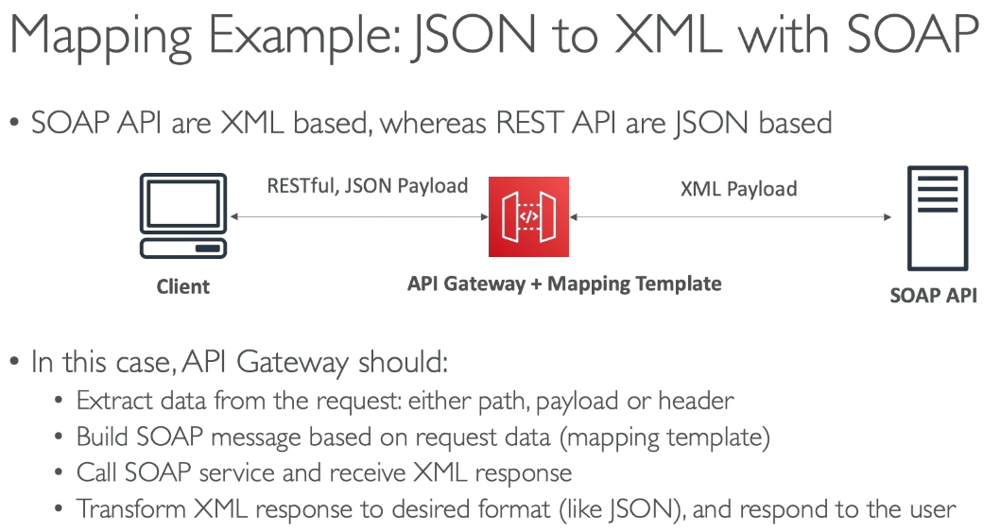 Mapping Example: JSON to XML with SOAP
• SOAP API are XML based, whereas REST API are JSON based
RESTful, JSON Payload
XML Payload
</>
Client
API Gateway + Mapping Template
SOAP API
• In this case, API Gateway should:
• Extract data from the request: either path, payload or header
• Build SOAP message based on request data (mapping template)
• Call SOAP service and receive XML response
• Transform XML response to desired format (like JSON), and respond to the user